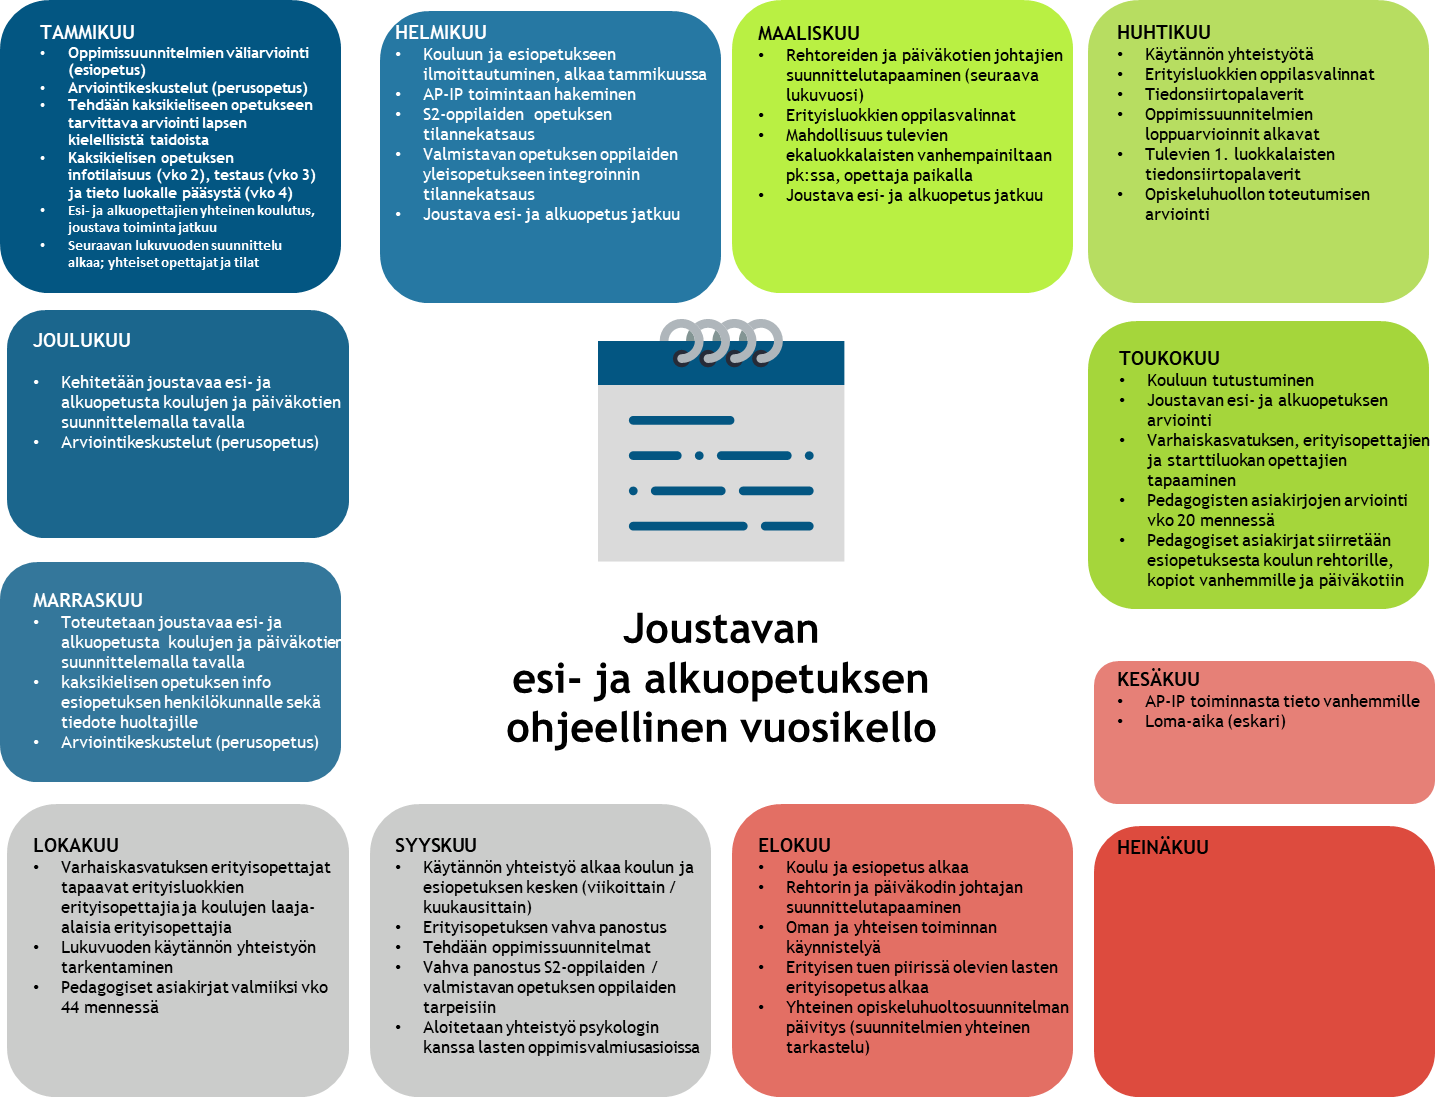 TAMMIKUU
• Oppimissuunnitelmien väliarviointi
(esiopetus)
• Arviointikeskustelut (perusopetus)
• Tehdään kaksikieliseen opetukseen
tarvittava arviointi lapsen
kielellisistä taidoista
• Kaksikielisen opetuksen
infotilaisuus (vko 2), testaus (vko 3)
ja tieto luokalle pääsystä (vko 4)
• Esi- ja alkuopettajien yhteinen koulutus,
joustava toiminta jatkuu
• Seuraavan lukuvuoden suunnittelu
alkaa; yhteiset opettajat ja tilat
HELMIKUU
• Kouluun ja esiopetukseen
ilmoittautuminen, alkaa tammikuussa
• AP-IP toimintaan hakeminen
• S2-oppilaiden opetuksen
tilannekatsaus
• Valmistavan opetuksen oppilaiden
yleisopetukseen integroinnin
tilannekatsaus
• Joustava esi- ja alkuopetus jatkuu
MAALISKUU
• Rehtoreiden ja päiväkotien johtajien
suunnittelutapaaminen (seuraava
lukuvuosi)
• Erityisluokkien oppilasvalinnat
• Mahdollisuus tulevien
ekaluokkalaisten vanhempainiltaan
pk:ssa, opettaja paikalla
• Joustava esi- ja alkuopetus jatkuu
HUHTIKUU
• Käytännön yhteistyötä
• Erityisluokkien oppilasvalinnat
• Tiedonsiirtopalaverit
• Oppimissuunnitelmien
loppuarvioinnit alkavat
• Tulevien 1. luokkalaisten
tiedonsiirtopalaverit
• Opiskeluhuollon toteutumisen
arviointi
JOULUKUU
• Kehitetään joustavaa esi- ja
alkuopetusta koulujen ja päiväkotien
suunnittelemalla tavalla
• Arviointikeskustelut (perusopetus)
TOUKOKUU
• Kouluun tutustuminen
• Joustavan esi- ja alkuopetuksen
arviointi
• Varhaiskasvatuksen, erityisopettajien
ja starttiluokan opettajien
tapaaminen
• Pedagogisten asiakirjojen arviointi
vko 20 mennessä
• Pedagogiset asiakirjat siirretään
esiopetuksesta koulun rehtorille,
kopiot vanhemmille ja päiväkotiin
MARRASKUU
• Toteutetaan joustavaa esi- ja
alkuopetusta koulujen ja päiväkotien
suunnittelemalla tavalla
• kaksikielisen opetuksen info
esiopetuksen henkilökunnalle sekä
tiedote huoltajille
• Arviointikeskustelut (perusopetus)
Joustavan
esi- ja alkuopetuksen
ohjeellinen vuosikello
KESÄKUU
• AP-IP toiminnasta tieto vanhemmille
• Loma-aika (eskari)
LOKAKUU
• Varhaiskasvatuksen erityisopettajat
tapaavat erityisluokkien
erityisopettajia ja koulujen laaja-
alaisia erityisopettajia
• Lukuvuoden käytännön yhteistyön
tarkentaminen
• Pedagogiset asiakirjat valmiiksi vko
44 mennessä
SYYSKUU
• Käytännön yhteistyö alkaa koulun ja
esiopetuksen kesken (viikoittain /
kuukausittain)
• Erityisopetuksen vahva panostus
• Tehdään oppimissuunnitelmat
• Vahva panostus S2-oppilaiden /
valmistavan opetuksen oppilaiden
tarpeisiin
• Aloitetaan yhteistyö psykologin
kanssa lasten oppimisvalmiusasioissa
ELOKUU
• Koulu ja esiopetus alkaa
• Rehtorin ja päiväkodin johtajan
suunnittelutapaaminen
• Oman ja yhteisen toiminnan
käynnistelyä
• Erityisen tuen piirissä olevien lasten
erityisopetus alkaa
• Yhteinen opiskeluhuoltosuunnitelman
päivitys (suunnitelmien yhteinen
tarkastelu)
HEINÄKUU